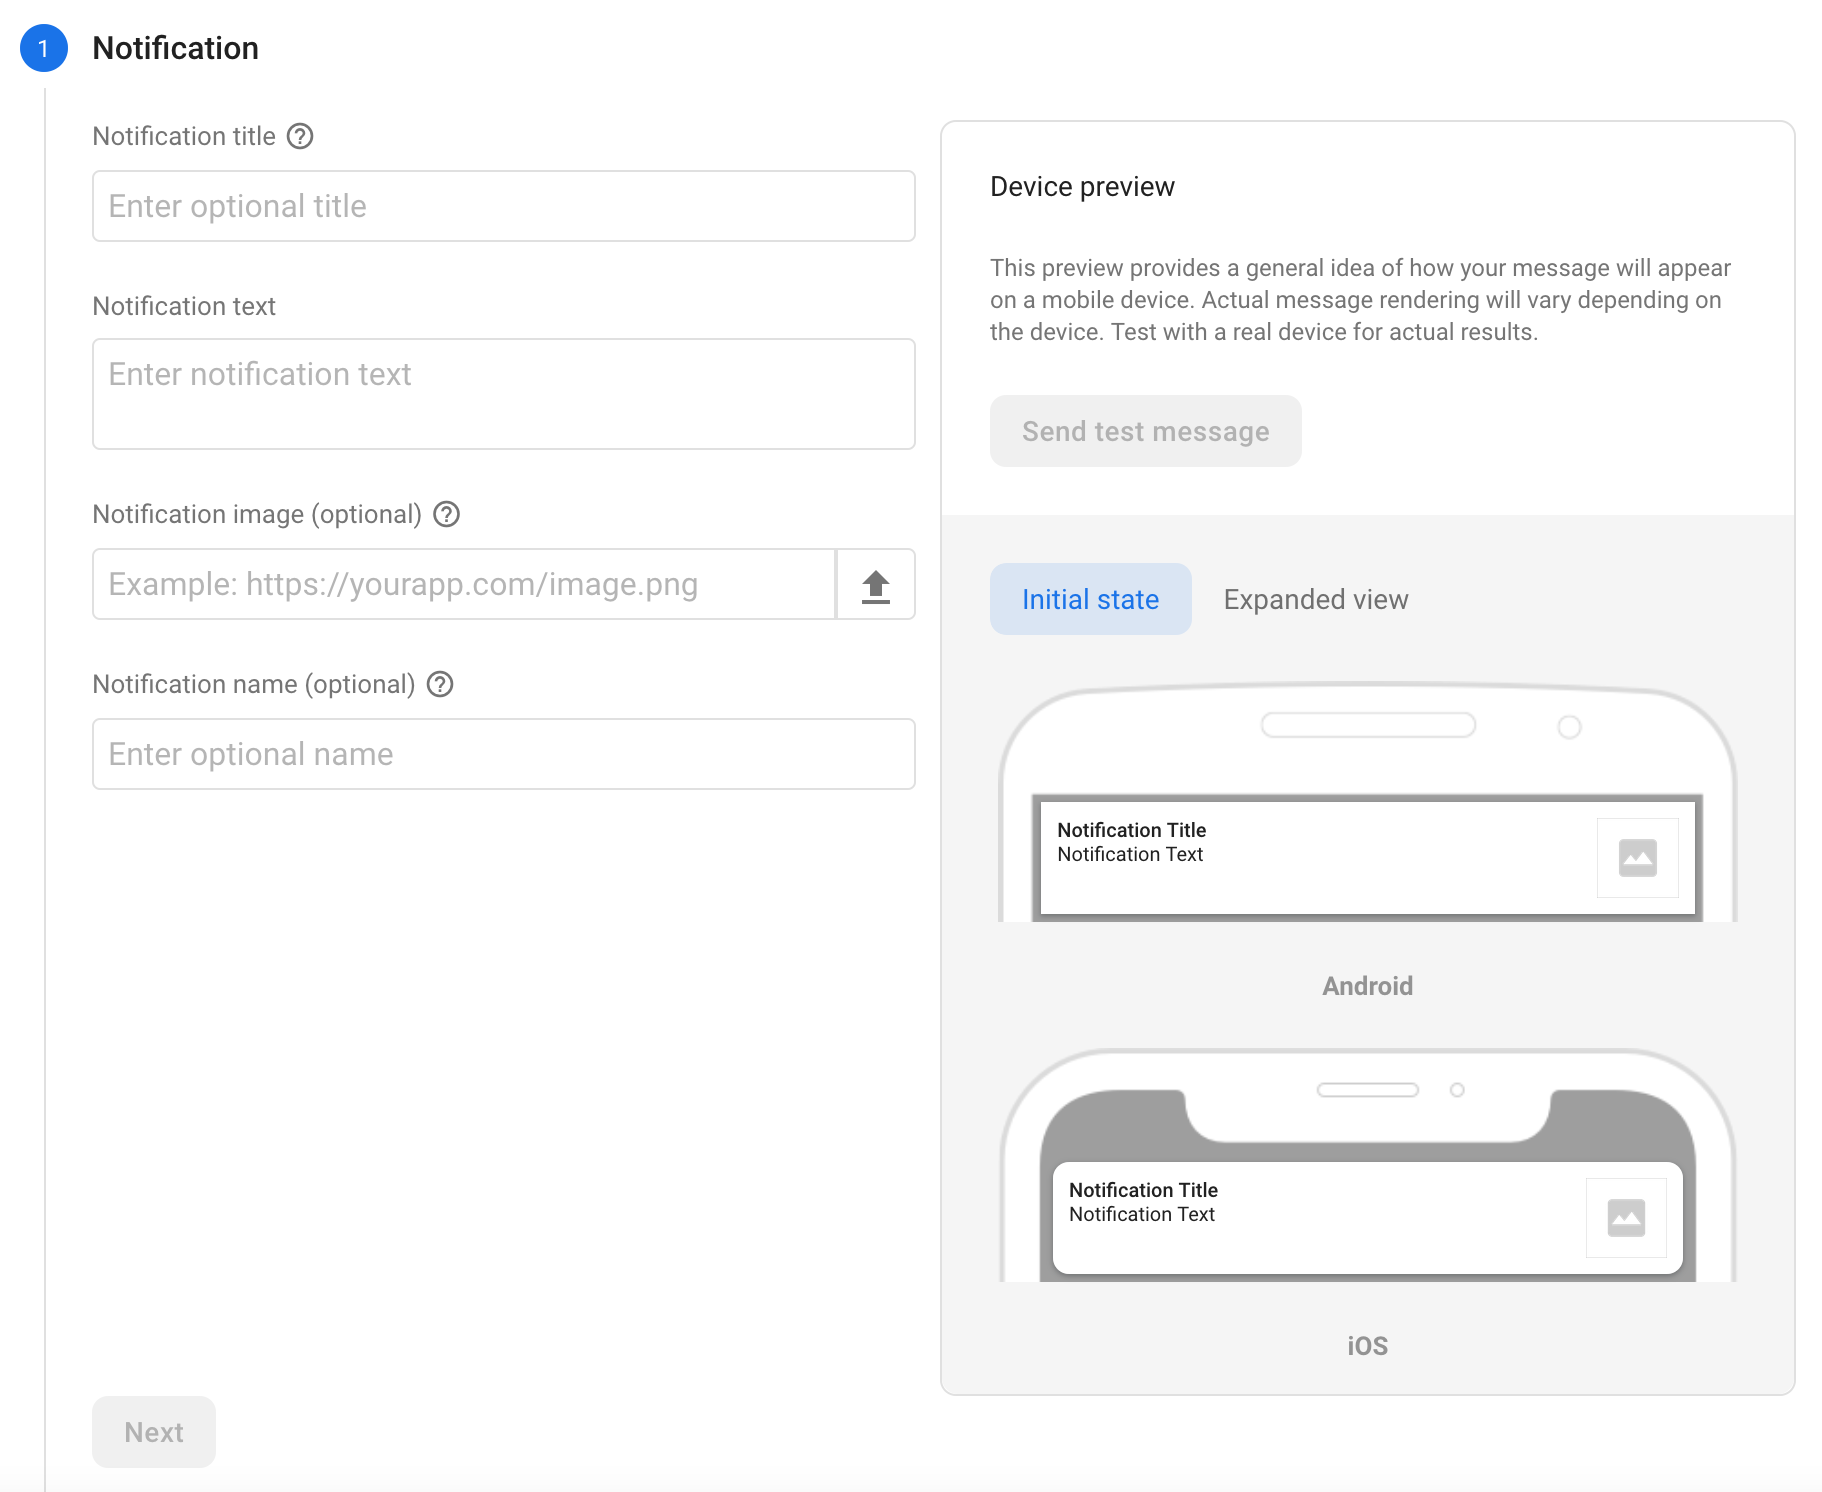 1 Notification
Notification title
Enter optional title
Notification text
Enter notification text
Notification image (optional)
Example: https://yourapp.com/image.png
Notification name (optional)
Enter optional name
Next
Device preview
This preview provides a general idea of how your message will appear
on a mobile device. Actual message rendering will vary depending on
the device. Test with a real device for actual results.
Send test message
Initial state Expanded view
Notification Title
Notification Text
Android
Notification Title
Notification Text
iOS